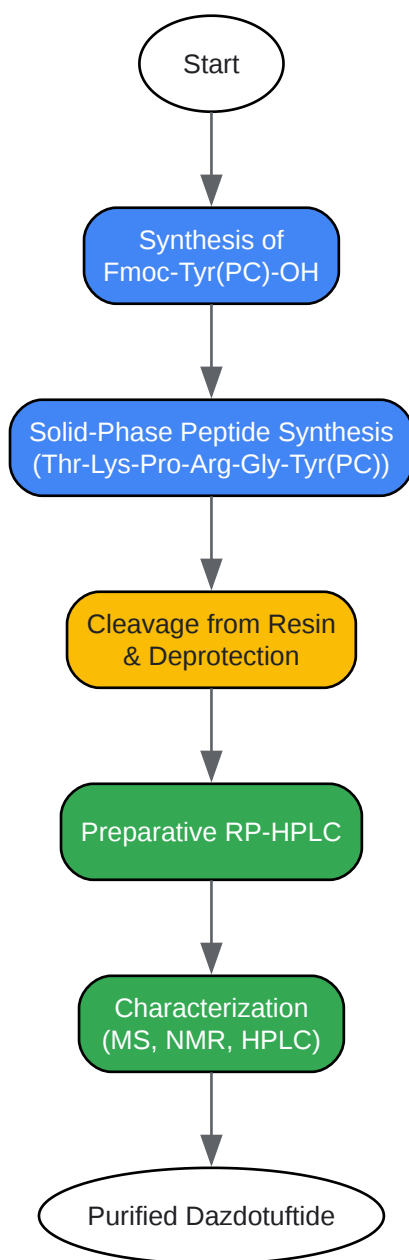 Start
Synthesis of
Fmoc-Tyr(PC)-OH
Solid-Phase Peptide Synthesis
(Thr-Lys-Pro-Arg-Gly-Tyr(PC))
Cleavage from Resin
& Deprotection
Preparative RP-HPLC
Characterization
(MS, NMR, HPLC)
Purified Dazdotuftide